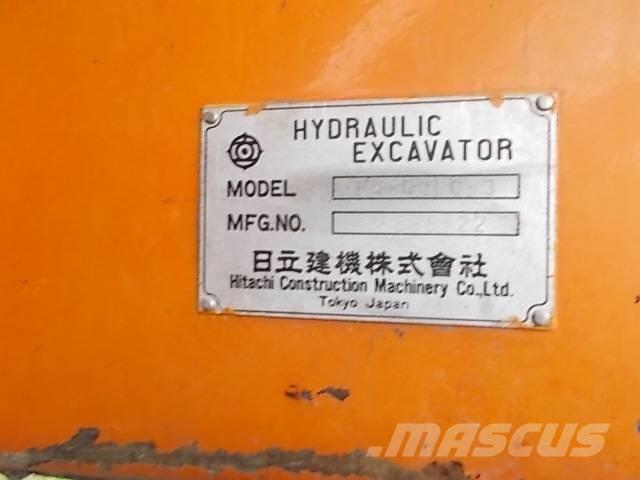 HYDRAULIC
EXCAVATOR
MODEL
MFG.NO.
日立建機株式會社
Hitachi Construction Machinery Co.,Ltd.
Tokyo Japan
.MASCUS